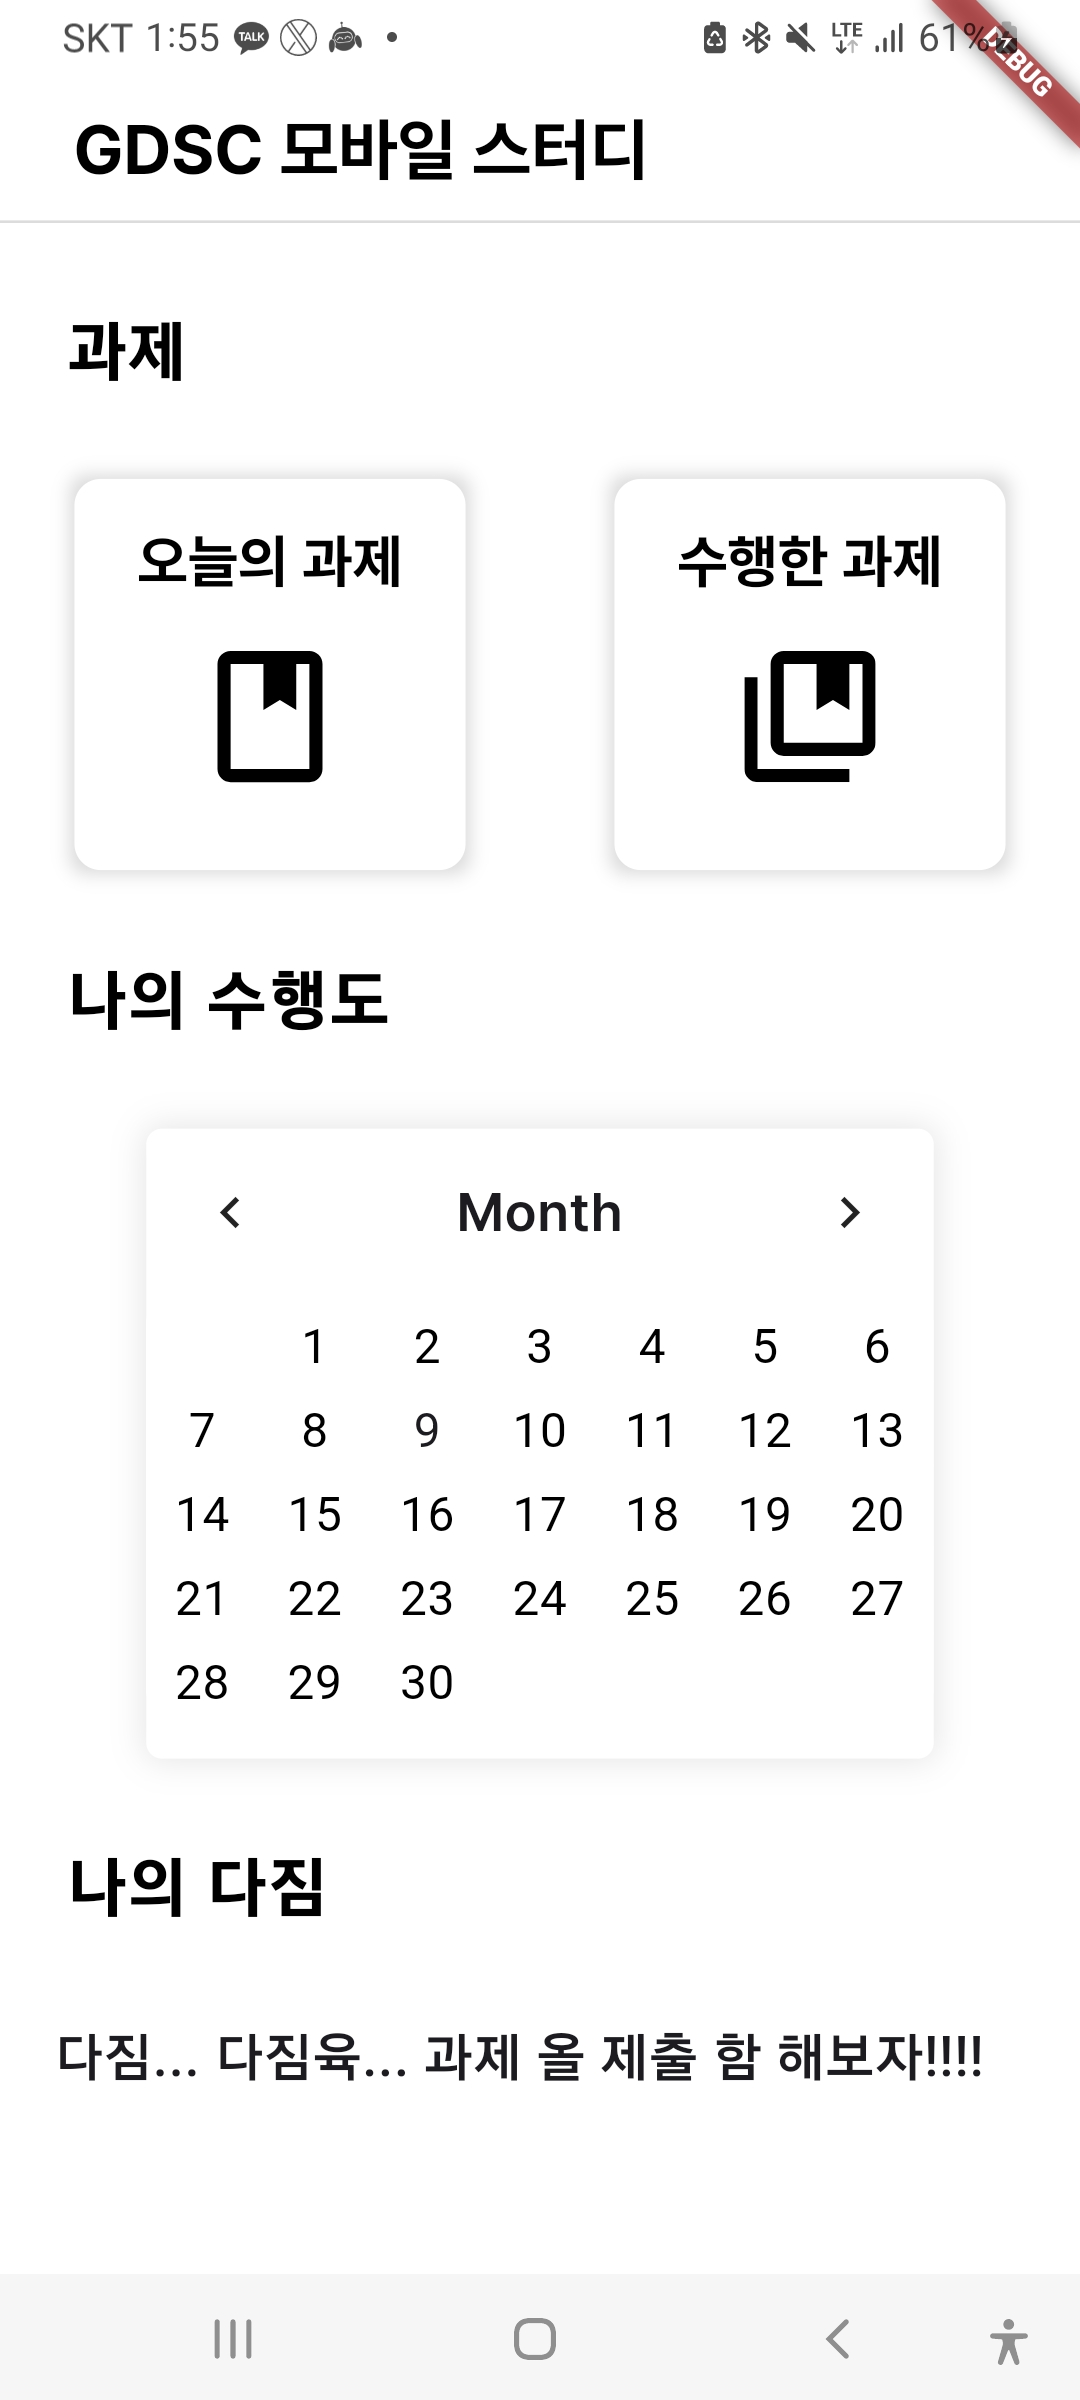 SKT 1:55 TALK LTE 61%
DEBUG
GDSC 모바일 스터디
과제
오늘의 과제 수행한 과제
나의 수행도
Month
1 2 3 4 5 6
7 8 9 10 11 12 13
14 15 16 17 18 19 20
21 22 23 24 25 26 27
28 29 30
나의 다짐
다짐... 다짐육... 과제 올 제출 함 해보자!!!!